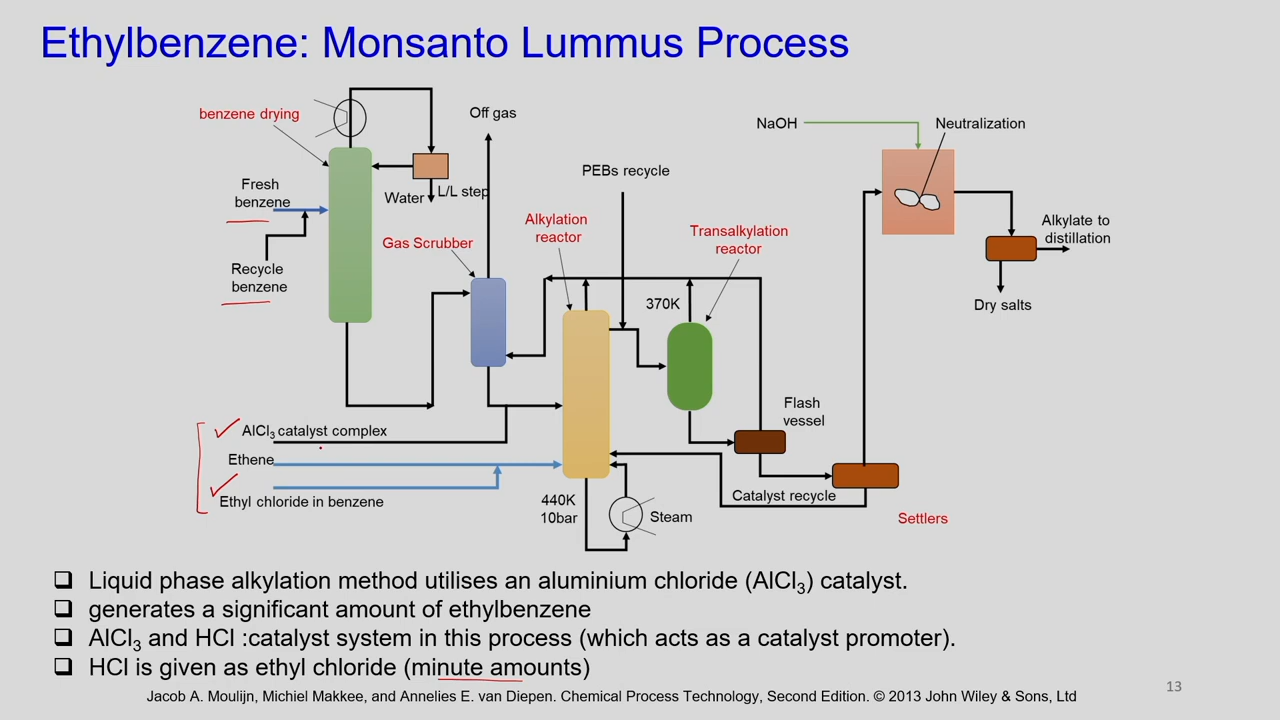 Ethylbenzene: Monsanto Lummus Process
benzene drying
Off gas
NaOH
Neutralization
PEBs recycle
Fresh
benzene
Water
L/L step
Alkylation
reactor
Transalkylation
reactor
Alkylate to
distillation
Gas Scrubber
Recycle
benzene
370K
Dry salts
Flash
vessel
AlCl3 catalyst complex
Ethene
Ethyl chloride in benzene
440K
10bar
Steam
Catalyst recycle
Settlers
❑ Liquid phase alkylation method utilises an aluminium chloride (AlCl3) catalyst.
❑ generates a significant amount of ethylbenzene
❑ AlCl3 and HCl :catalyst system in this process (which acts as a catalyst promoter).
❑ HCl is given as ethyl chloride (minute amounts)
Jacob A. Moulijn, Michiel Makkee, and Annelies E. van Diepen. Chemical Process Technology, Second Edition. © 2013 John Wiley & Sons, Ltd
13